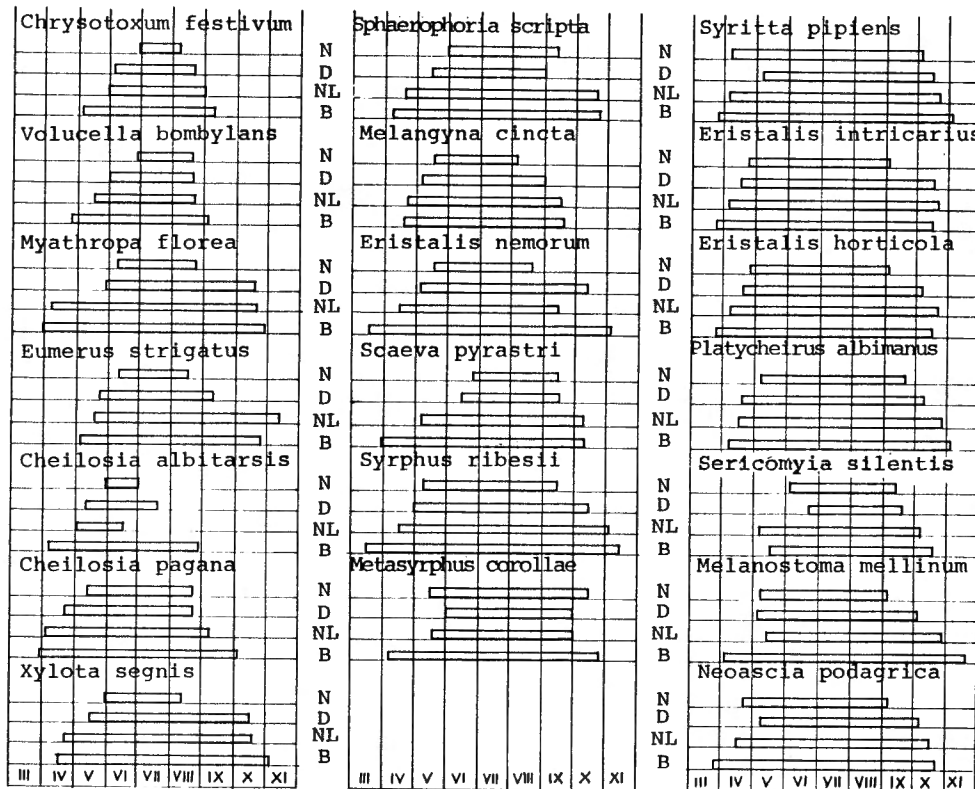 Chrysotoxum festivum
Volucella bombylans
Myathropa florea
Eumerus strigatus
Cheilosia albitarsis
Cheilosia pagana
Xylota segnis
III IV V VI VII VIII IX X XI
N
D
NL
B
N
D
NL
B
N
D
NL
B
N
D
NL
B
N
D
NL
B
N
D
NL
B
N
D
NL
B
Sphaerophoria scripta
Melangyna cincta
Eristalis nemorum
Scaeva pyrastri
Syrphus ribesii
Metasyrphus corollae
III IV V VI VII VIII IX X XI
N
D
NL
B
N
D
NL
B
N
D
NL
B
N
D
NL
B
N
D
NL
B
N
D
NL
B
N
D
NL
B
Syritta pipiens
Eristalis intricarius
Eristalis horticola
Platycheirus albimanus
Sericomyia silentis
Melanostoma mellinum
Neoascia podagrica
III IV V VI VII VIII IX X XI